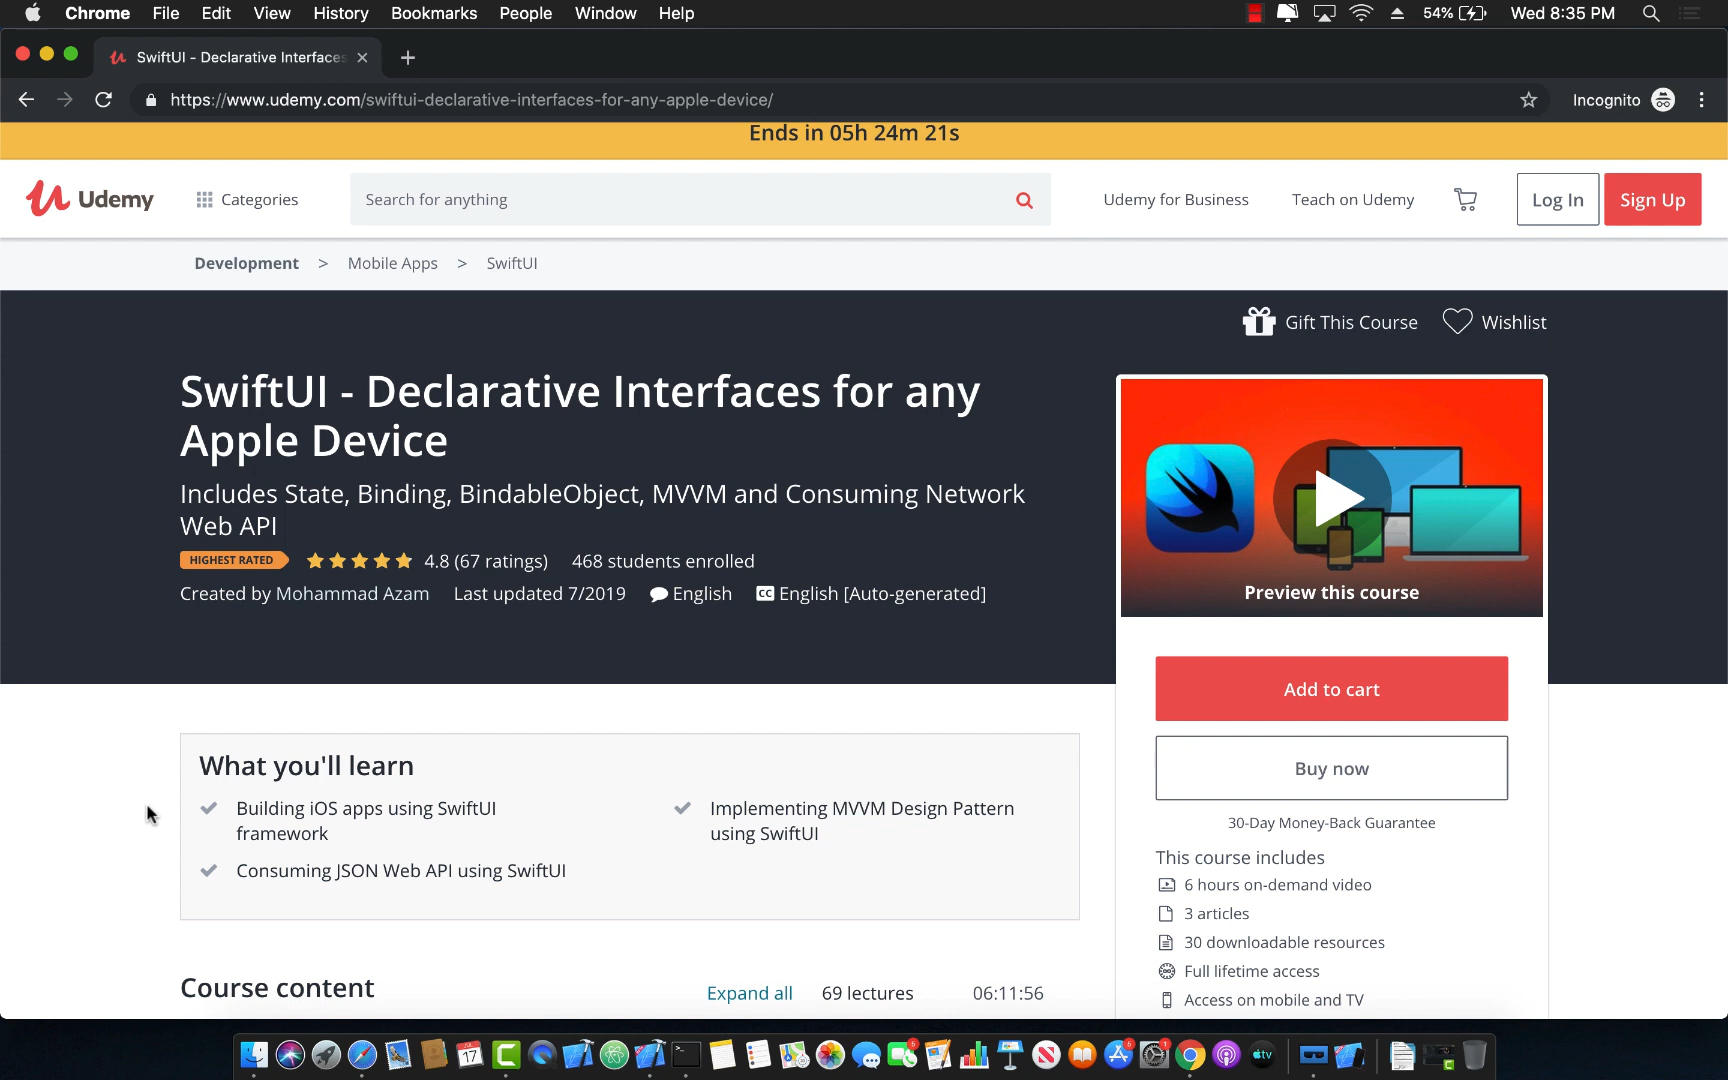 Chrome File Edit View History Bookmarks People Window Help 54% Wed 8:35 PM
SwiftUI - Declarative Interfaces
https://www.udemy.com/swiftui-declarative-interfaces-for-any-apple-device/ Incognito
Ends in 05h 24m 21s
Udemy Categories Search for anything Udemy for Business Teach on Udemy Log In Sign Up
Development > Mobile Apps > SwiftUI
Gift This Course Wishlist
SwiftUI - Declarative Interfaces for any
Apple Device
Includes State, Binding, BindableObject, MVVM and Consuming Network
Web API
HIGHEST RATED 4.8 (67 ratings) 468 students enrolled
Created by Mohammad Azam Last updated 7/2019 English CC English [Auto-generated]
Preview this course
Add to cart
Buy now
30-Day Money-Back Guarantee
This course includes
6 hours on-demand video
3 articles
30 downloadable resources
Full lifetime access
Access on mobile and TV
What you'll learn
Building iOS apps using SwiftUI
framework
Implementing MVVM Design Pattern
using SwiftUI
Consuming JSON Web API using SwiftUI
Course content Expand all 69 lectures 06:11:56
17
tv